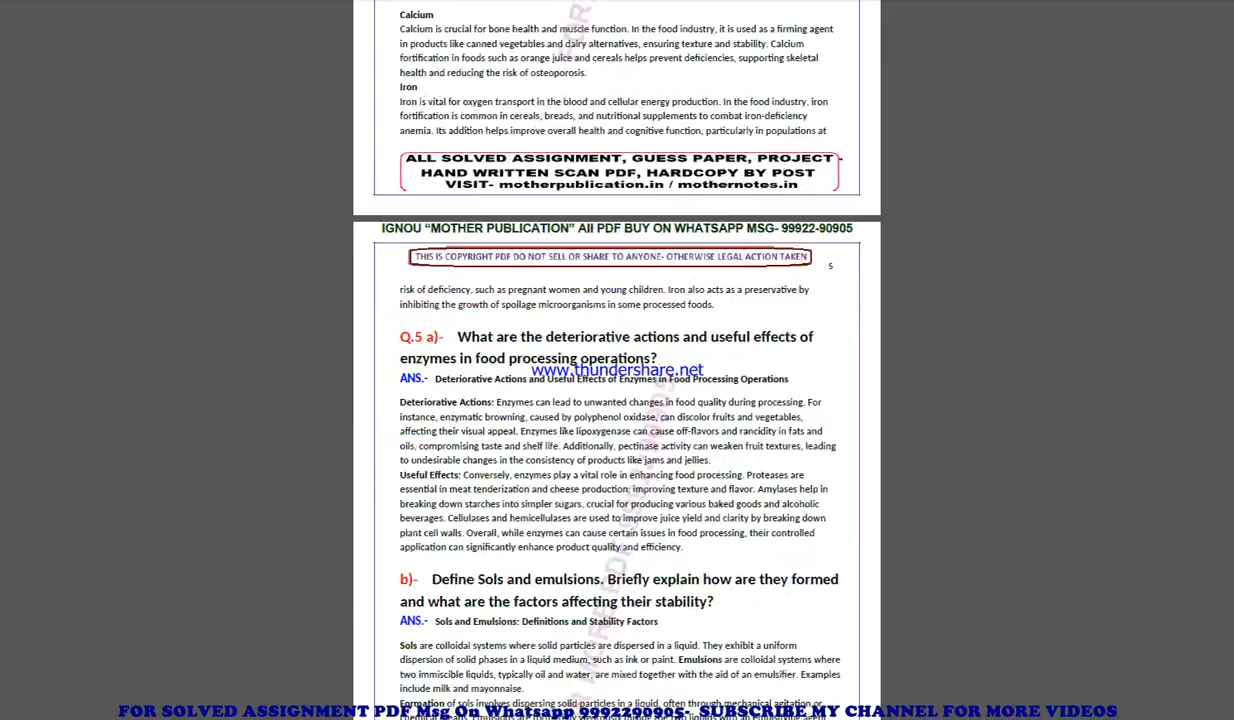 Calcium
Calcium is crucial for bone health and muscle function. In the food industry, it is used as a firming agent
in products like canned vegetables and dairy alternatives, ensuring texture and stability. Calcium
fortification in foods such as orange juice and cereals helps prevent deficiencies, supporting skeletal
health and reducing the risk of osteoporosis.
Iron
Iron is vital for oxygen transport in the blood and cellular energy production. In the food industry, iron
fortification is common in cereals, breads, and nutritional supplements to combat iron-deficiency
anemia. Its addition helps improve overall health and cognitive function, particularly in populations at
ALL SOLVED ASSIGNMENT, GUESS PAPER, PROJECT -
HAND WRITTEN SCAN PDF, HARDCOPY BY POST
VISIT- motherpublication.in / mothernotes.in
IGNOU “MOTHER PUBLICATION” All PDF BUY ON WHATSAPP MSG- 99922-90905
THIS IS COPYRIGHT PDF DO NOT SELL OR SHARE TO ANYONE- OTHERWISE LEGAL ACTION TAKEN
5
risk of deficiency, such as pregnant women and young children. Iron also acts as a preservative by
inhibiting the growth of spoilage microorganisms in some processed foods.
Q.5 a)- What are the deteriorative actions and useful effects of
enzymes in food processing operations?
www.thundershare.net
ANS.- Deteriorative Actions and Useful Effects of Enzymes in Food Processing Operations
Deteriorative Actions: Enzymes can lead to unwanted changes in food quality during processing. For
instance, enzymatic browning, caused by polyphenol oxidase, can discolor fruits and vegetables,
affecting their visual appeal. Enzymes like lipoxygenase can cause off-flavors and rancidity in fats and
oils, compromising taste and shelf life. Additionally, pectinase activity can weaken fruit textures, leading
to undesirable changes in the consistency of products like jams and jellies.
Useful Effects: Conversely, enzymes play a vital role in enhancing food processing. Proteases are
essential in meat tenderization and cheese production, improving texture and flavor. Amylases help in
breaking down starches into simpler sugars, crucial for producing various baked goods and alcoholic
beverages. Cellulases and hemicellulases are used to improve juice yield and clarity by breaking down
plant cell walls. Overall, while enzymes can cause certain issues in food processing, their controlled
application can significantly enhance product quality and efficiency.
b)- Define Sols and emulsions. Briefly explain how are they formed
and what are the factors affecting their stability?
ANS.- Sols and Emulsions: Definitions and Stability Factors
Sols are colloidal systems where solid particles are dispersed in a liquid. They exhibit a uniform
dispersion of solid phases in a liquid medium, such as ink or paint. Emulsions are colloidal systems where
two immiscible liquids, typically oil and water, are mixed together with the aid of an emulsifier. Examples
include milk and mayonnaise.
Formation of sols involves dispersing solid particles in a liquid, often through mechanical agitation or
FOR SOLVED ASSIGNMENT PDF Msg On Whatsapp 9992290905- SUBSCRIBE MY CHANNEL FOR MORE VIDEOS